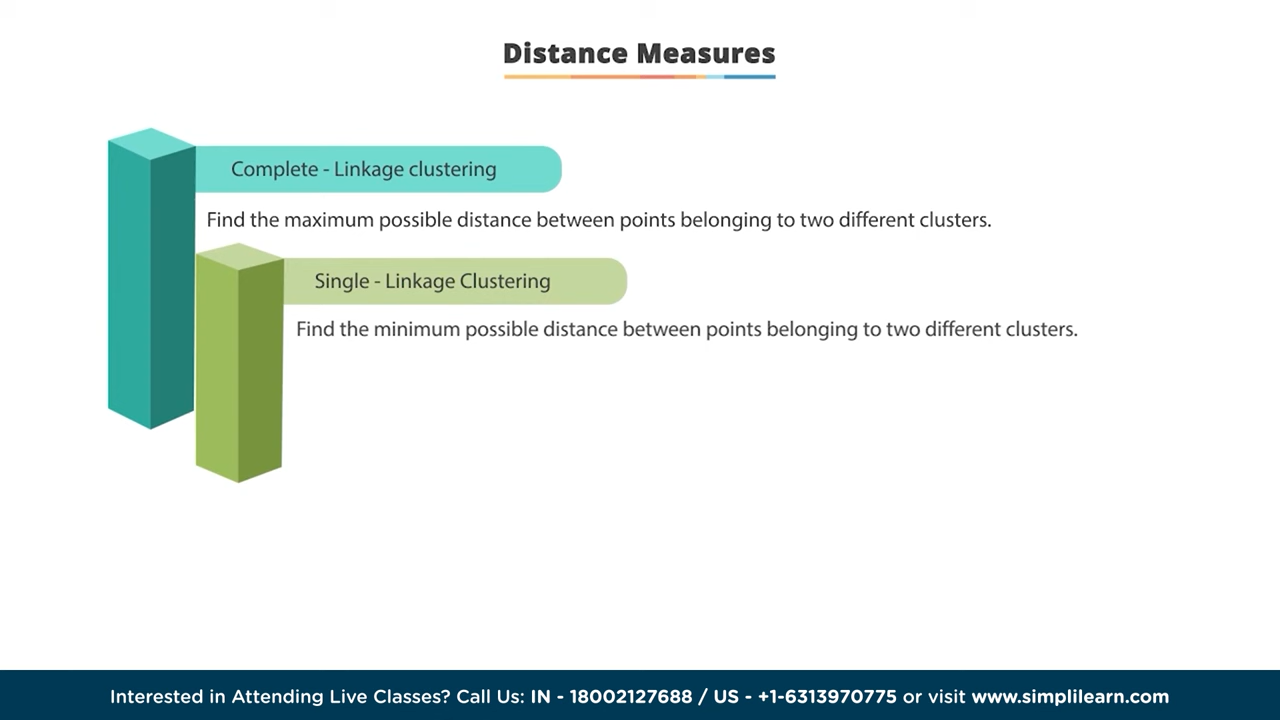 Distance Measures
Complete - Linkage clustering
Find the maximum possible distance between points belonging to two different clusters.
Single - Linkage Clustering
Find the minimum possible distance between points belonging to two different clusters.
Interested in Attending Live Classes? Call Us: IN - 18002127688 / US - +1-6313970775 or visit www.simplilearn.com